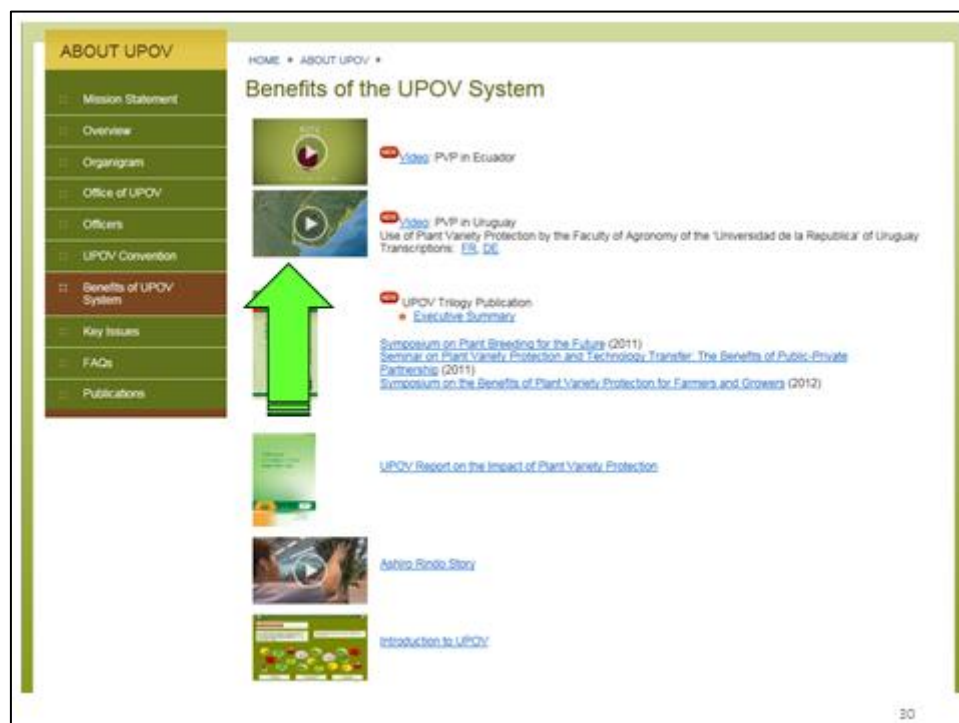 ABOUT UPOV
Mission Statement
Overview
Organigram
Office of UPOV
Officers
UPOV Convention
Benefits of UPOV
System
Key Issues
FAQs
Publications
HOME • ABOUT UPOV •
Benefits of the UPOV System
NEW Video: PVP in Ecuador
NEW Video: PVP in Uruguay
Use of Plant Variety Protection by the Faculty of Agronomy of the 'Universidad de la Republica' of Uruguay
Transcriptions: FR, DE
NEW UPOV Trilogy Publication
• Executive Summary
Symposium on Plant Breeding for the Future (2011)
Seminar on Plant Variety Protection and Technology Transfer: The Benefits of Public-Private
Partnership (2011)
Symposium on the Benefits of Plant Variety Protection for Farmers and Growers (2012)
UPOV Report on the Impact of Plant Variety Protection
Ashiro Rindo Story
Introduction to UPOV
30